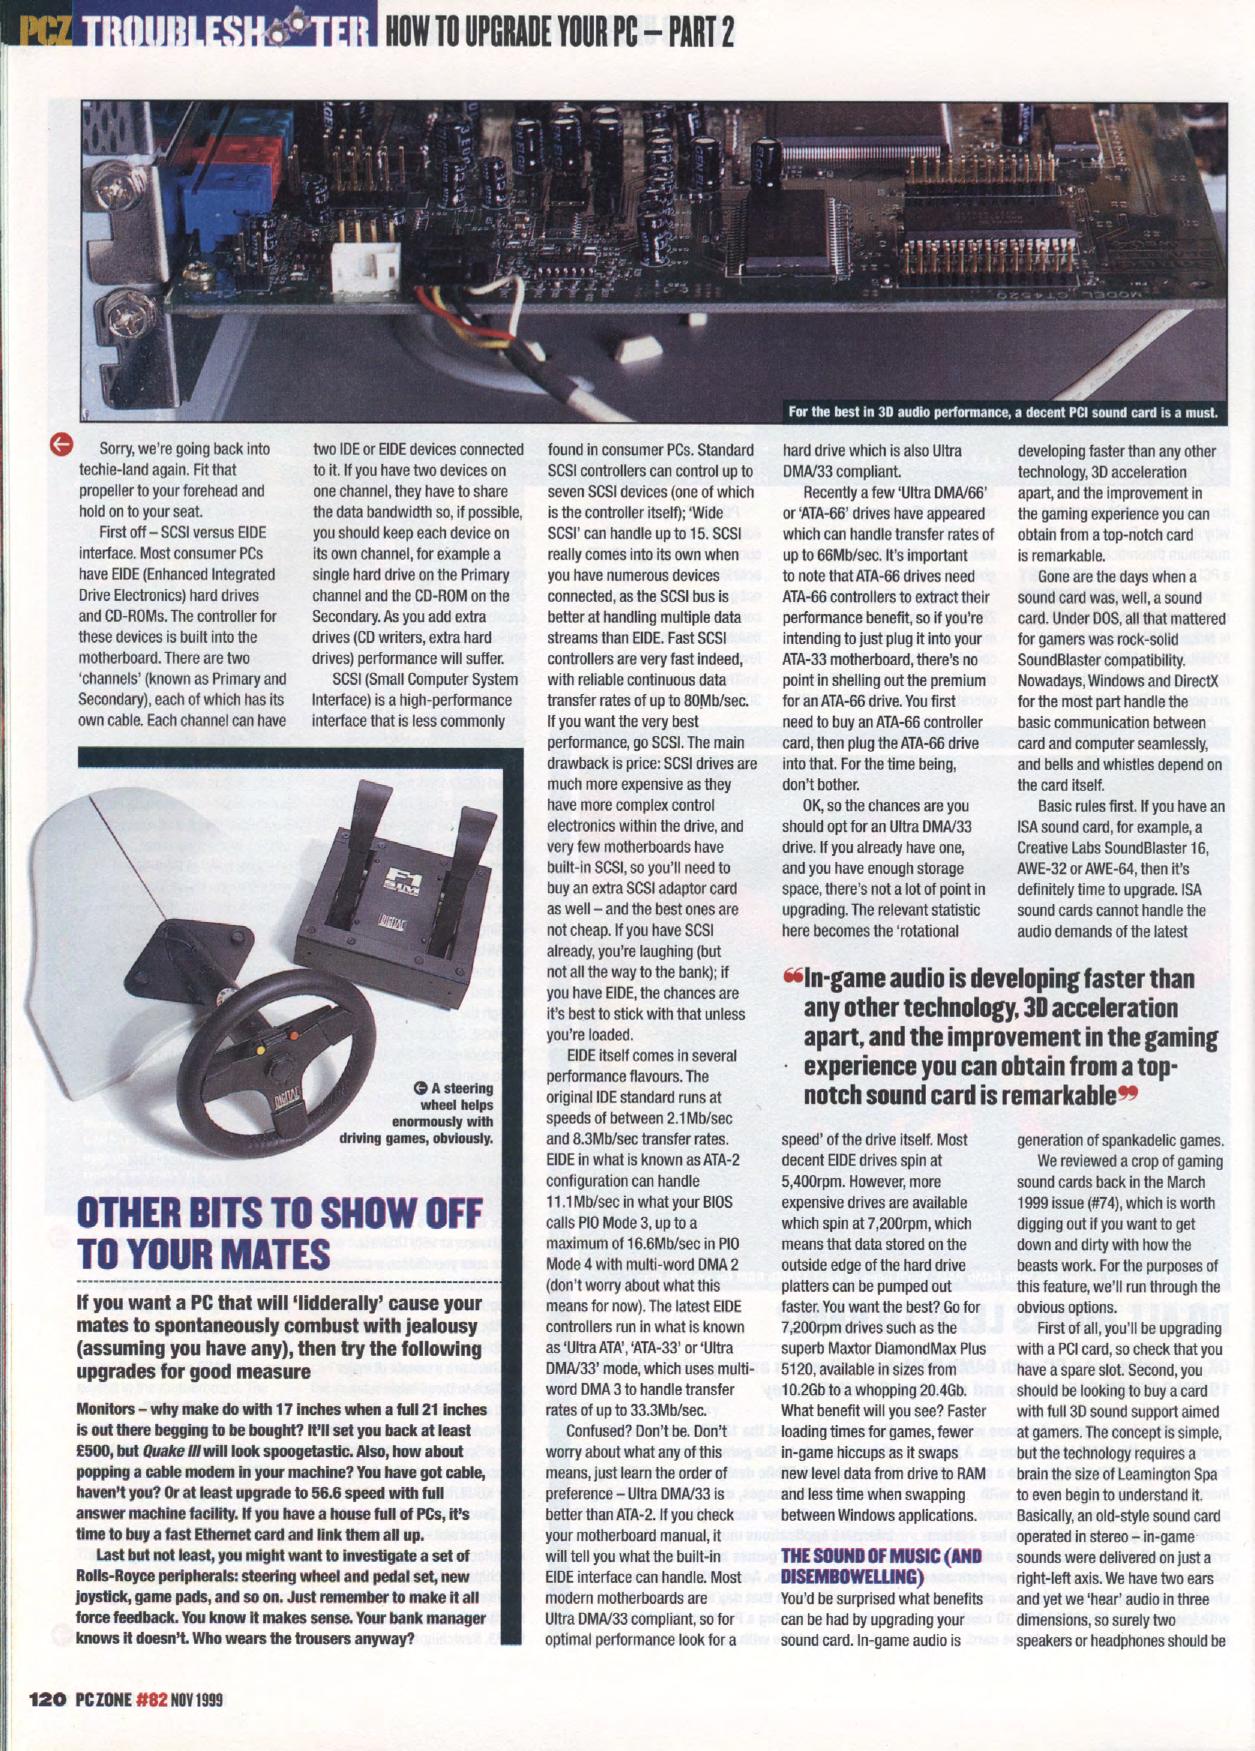 PCZ TROUBLESHOOTER HOW TO UPGRADE YOUR PC – PART 2
MODEL CT4520
For the best in 3D audio performance, a decent PCI sound card is a must.
Sorry, we're going back into
techie-land again. Fit that
propeller to your forehead and
hold on to your seat.
First off – SCSI versus EIDE
interface. Most consumer PCs
have EIDE (Enhanced Integrated
Drive Electronics) hard drives
and CD-ROMs. The controller for
these devices is built into the
motherboard. There are two
'channels' (known as Primary and
Secondary), each of which has its
own cable. Each channel can have
two IDE or EIDE devices connected
to it. If you have two devices on
one channel, they have to share
the data bandwidth so, if possible,
you should keep each device on
its own channel, for example a
single hard drive on the Primary
channel and the CD-ROM on the
Secondary. As you add extra
drives (CD writers, extra hard
drives) performance will suffer.
SCSI (Small Computer System
Interface) is a high-performance
interface that is less commonly
found in consumer PCs. Standard
SCSI controllers can control up to
seven SCSI devices (one of which
is the controller itself); 'Wide
SCSI' can handle up to 15. SCSI
really comes into its own when
you have numerous devices
connected, as the SCSI bus is
better at handling multiple data
streams than EIDE. Fast SCSI
controllers are very fast indeed,
with reliable continuous data
transfer rates of up to 80Mb/sec.
If you want the very best
performance, go SCSI. The main
drawback is price: SCSI drives are
much more expensive as they
have more complex control
electronics within the drive, and
very few motherboards have
built-in SCSI, so you'll need to
buy an extra SCSI adaptor card
as well – and the best ones are
not cheap. If you have SCSI
already, you're laughing (but
not all the way to the bank); if
you have EIDE, the chances are
it's best to stick with that unless
you're loaded.
EIDE itself comes in several
performance flavours. The
original IDE standard runs at
speeds of between 2.1Mb/sec
and 8.3Mb/sec transfer rates.
EIDE in what is known as ATA-2
configuration can handle
11.1Mb/sec in what your BIOS
calls PIO Mode 3, up to a
maximum of 16.6Mb/sec in PIO
Mode 4 with multi-word DMA 2
(don't worry about what this
means for now). The latest EIDE
controllers run in what is known
as 'Ultra ATA', 'ATA-33' or 'Ultra
DMA/33' mode, which uses multi-
word DMA 3 to handle transfer
rates of up to 33.3Mb/sec.
Confused? Don't be. Don't
worry about what any of this
means, just learn the order of
preference – Ultra DMA/33 is
better than ATA-2. If you check
your motherboard manual, it
will tell you what the built-in
EIDE interface can handle. Most
modern motherboards are
Ultra DMA/33 compliant, so for
optimal performance look for a
hard drive which is also Ultra
DMA/33 compliant.
Recently a few 'Ultra DMA/66'
or 'ATA-66' drives have appeared
which can handle transfer rates of
up to 66Mb/sec. It's important
to note that ATA-66 drives need
ATA-66 controllers to extract their
performance benefit, so if you're
intending to just plug it into your
ATA-33 motherboard, there's no
point in shelling out the premium
for an ATA-66 drive. You first
need to buy an ATA-66 controller
card, then plug the ATA-66 drive
into that. For the time being,
don't bother.
OK, so the chances are you
should opt for an Ultra DMA/33
drive. If you already have one,
and you have enough storage
space, there's not a lot of point in
upgrading. The relevant statistic
here becomes the 'rotational
speed' of the drive itself. Most
decent EIDE drives spin at
5,400rpm. However, more
expensive drives are available
which spin at 7,200rpm, which
means that data stored on the
outside edge of the hard drive
platters can be pumped out
faster. You want the best? Go for
7,200rpm drives such as the
superb Maxtor DiamondMax Plus
5120, available in sizes from
10.2Gb to a whopping 20.4Gb.
What benefit will you see? Faster
loading times for games, fewer
in-game hiccups as it swaps
new level data from drive to RAM
and less time when swapping
between Windows applications.
THE SOUND OF MUSIC (AND
DISEMBOWELLING)
You'd be surprised what benefits
can be had by upgrading your
sound card. In-game audio is
developing faster than any other
technology, 3D acceleration
apart, and the improvement in
the gaming experience you can
obtain from a top-notch card
is remarkable.
Gone are the days when a
sound card was, well, a sound
card. Under DOS, all that mattered
for gamers was rock-solid
SoundBlaster compatibility.
Nowadays, Windows and DirectX
for the most part handle the
basic communication between
card and computer seamlessly,
and bells and whistles depend on
the card itself.
Basic rules first. If you have an
ISA sound card, for example, a
Creative Labs SoundBlaster 16,
AWE-32 or AWE-64, then it's
definitely time to upgrade. ISA
sound cards cannot handle the
audio demands of the latest
generation of spankadelic games.
We reviewed a crop of gaming
sound cards back in the March
1999 issue (#74), which is worth
digging out if you want to get
down and dirty with how the
beasts work. For the purposes of
this feature, we'll run through the
obvious options.
First of all, you'll be upgrading
with a PCI card, so check that you
have a free slot. Second, you
should be looking to buy a card
with full 3D sound support aimed
at gamers. The concept is simple,
but the technology requires a
brain the size of Leamington Spa
to even begin to understand it.
Basically, an old-style sound card
operated in stereo – in-game
sounds were delivered on just a
right-left axis. We have two ears
and yet we 'hear' audio in three
dimensions, so surely two
speakers or headphones should be
“In-game audio is developing faster than
any other technology, 3D acceleration
apart, and the improvement in the gaming
experience you can obtain from a top-
notch sound card is remarkable”
F1
SIM
DIGITAL
DIGITAL
A steering
wheel helps
enormously with
driving games, obviously.
OTHER BITS TO SHOW OFF
TO YOUR MATES
If you want a PC that will 'lidderally' cause your
mates to spontaneously combust with jealousy
(assuming you have any), then try the following
upgrades for good measure
Monitors – why make do with 17 inches when a full 21 inches
is out there begging to be bought? It'll set you back at least
£500, but Quake III will look spoogetastic. Also, how about
popping a cable modem in your machine? You have got cable,
haven't you? Or at least upgrade to 56.6 speed with full
answer machine facility. If you have a house full of PCs, it's
time to buy a fast Ethernet card and link them all up.
Last but not least, you might want to investigate a set of
Rolls-Royce peripherals: steering wheel and pedal set, new
joystick, game pads, and so on. Just remember to make it all
force feedback. You know it makes sense. Your bank manager
knows it doesn't. Who wears the trousers anyway?
120 PC ZONE #82 NOV 1999